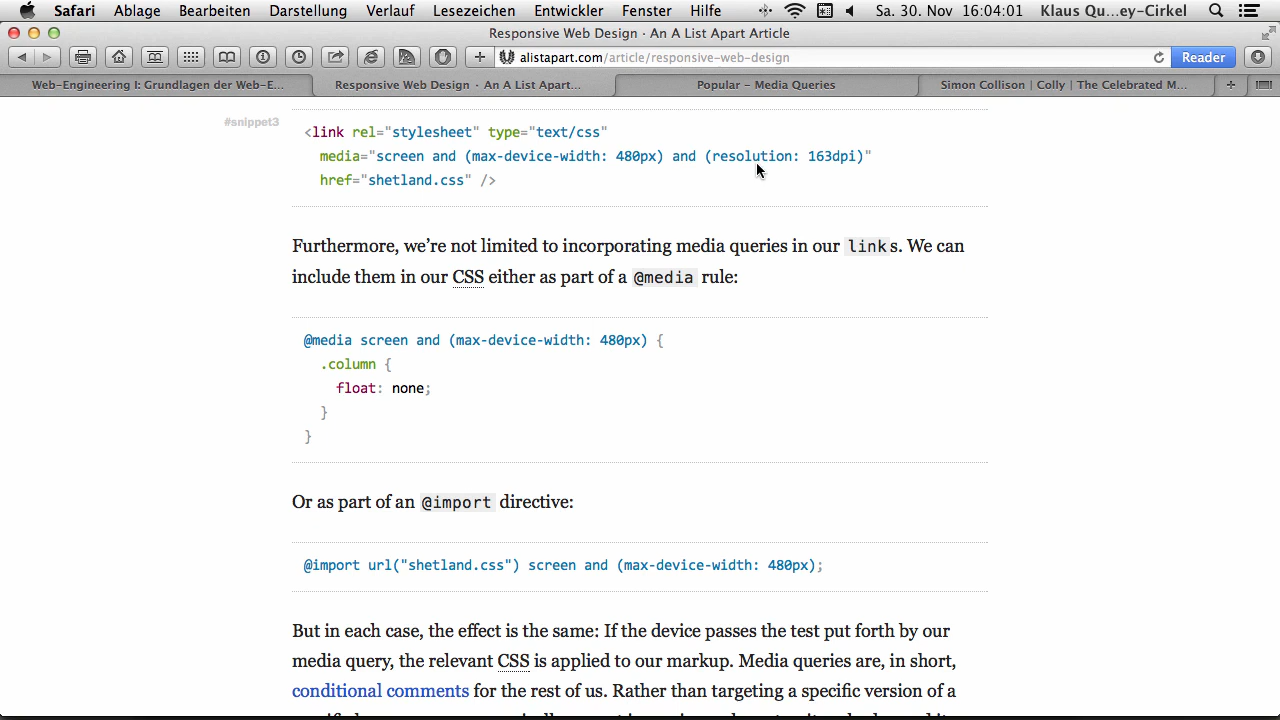 Safari Ablage Bearbeiten Darstellung Verlauf Lesezeichen Entwickler Fenster Hilfe Sa. 30. Nov 16:04:01 Klaus Qu...ey-Cirkel
Responsive Web Design · An A List Apart Article
alistapart.com/article/responsive-web-design Reader
Web-Engineering I: Grundlagen der Web-E... Responsive Web Design · An A List Apart... Popular – Media Queries Simon Collison | Colly | The Celebrated M...
#snippet3
<link rel="stylesheet" type="text/css"
media="screen and (max-device-width: 480px) and (resolution: 163dpi)"
href="shetland.css" />
Furthermore, we’re not limited to incorporating media queries in our links. We can
include them in our CSS either as part of a @media rule:
@media screen and (max-device-width: 480px) {
.column {
float: none;
}
}
Or as part of an @import directive:
@import url("shetland.css") screen and (max-device-width: 480px);
But in each case, the effect is the same: If the device passes the test put forth by our
media query, the relevant CSS is applied to our markup. Media queries are, in short,
conditional comments for the rest of us. Rather than targeting a specific version of a